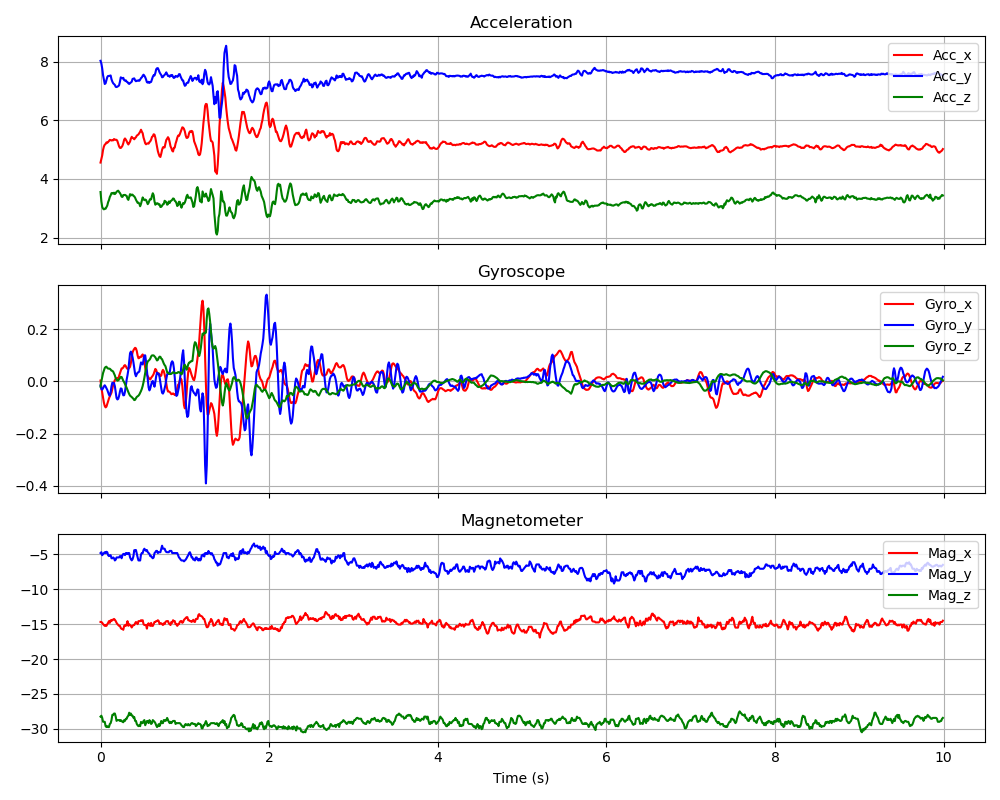 Acceleration
8
6
4
2
Acc_x
Acc_y
Acc_z
Gyroscope
0.2
0.0
−0.2
−0.4
Gyro_x
Gyro_y
Gyro_z
Magnetometer
−5
−10
−15
−20
−25
−30
Mag_x
Mag_y
Mag_z
0 2 4 6 8 10
Time (s)